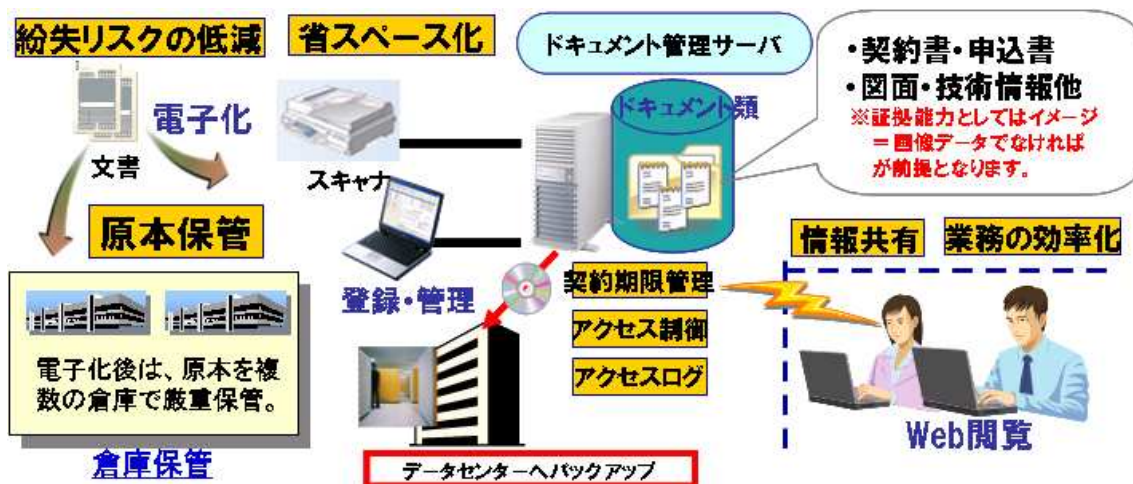 紛失リスクの低減
省スペース化
ドキュメント管理サーバ
・契約書・申込書
・図面・技術情報他
※証拠能力としてはイメージ
＝画像データでなければ
が前提となります。
ドキュメント類
電子化
文書
スキャナ
原本保管
情報共有
業務の効率化
登録・管理
契約期限管理
アクセス制御
アクセスログ
電子化後は、原本を複
数の倉庫で厳重保管。
倉庫保管
データセンターへバックアップ
Web閲覧